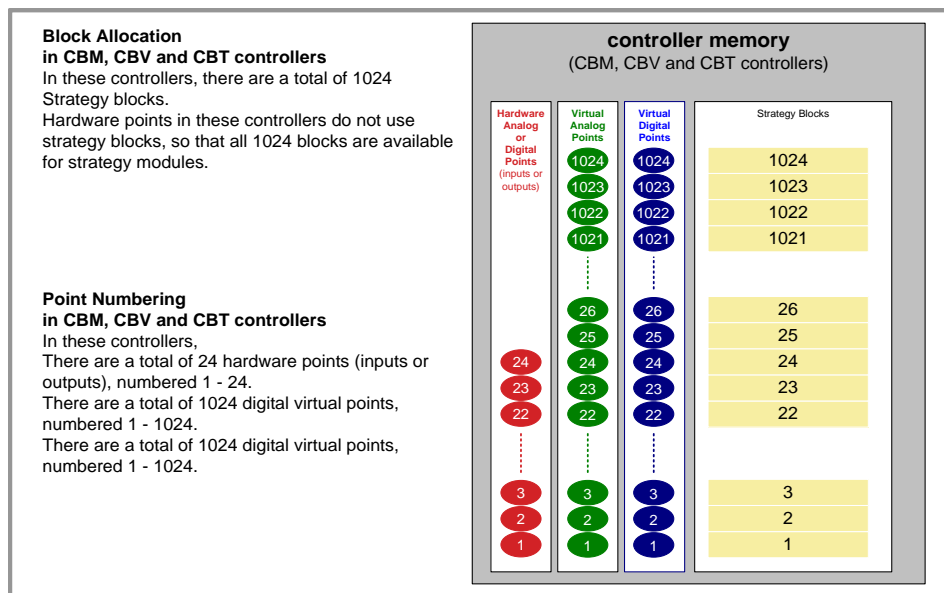 Block Allocation
in CBM, CBV and CBT controllers
In these controllers, there are a total of 1024
Strategy blocks.
Hardware points in these controllers do not use
strategy blocks, so that all 1024 blocks are available
for strategy modules.
Point Numbering
in CBM, CBV and CBT controllers
In these controllers,
There are a total of 24 hardware points (inputs or
outputs), numbered 1 - 24.
There are a total of 1024 digital virtual points,
numbered 1 - 1024.
There are a total of 1024 digital virtual points,
numbered 1 - 1024.
controller memory
(CBM, CBV and CBT controllers)
Hardware
Analog
or
Digital
Points
(inputs or
outputs)
24
23
22
3
2
1
Virtual
Analog
Points
1024
1023
1022
1021
26
25
24
23
22
3
2
1
Virtual
Digital
Points
1024
1023
1022
1021
26
25
24
23
22
3
2
1
Strategy Blocks
1024
1023
1022
1021
26
25
24
23
22
3
2
1